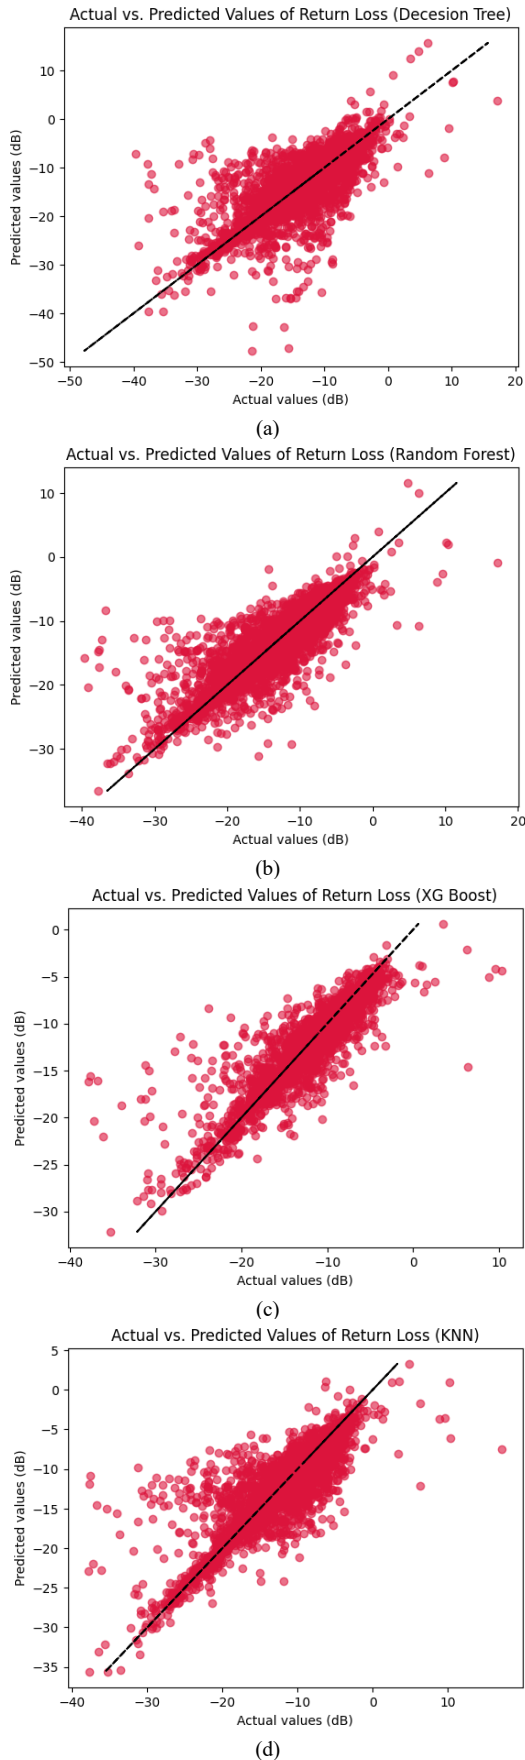 Actual vs. Predicted Values of Return Loss (Decesion Tree)
10
0
−10
−20
−30
−40
−50
Predicted values (dB)
−50 −40 −30 −20 −10 0 10 20
Actual values (dB)
(a)
Actual vs. Predicted Values of Return Loss (Random Forest)
10
0
−10
−20
−30
Predicted values (dB)
−40 −30 −20 −10 0 10 20
Actual values (dB)
(b)
Actual vs. Predicted Values of Return Loss (XG Boost)
0
−5
−10
−15
−20
−25
−30
Predicted values (dB)
−40 −30 −20 −10 0 10
Actual values (dB)
(c)
Actual vs. Predicted Values of Return Loss (KNN)
5
0
−5
−10
−15
−20
−25
−30
−35
Predicted values (dB)
−40 −30 −20 −10 0 10
Actual values (dB)
(d)